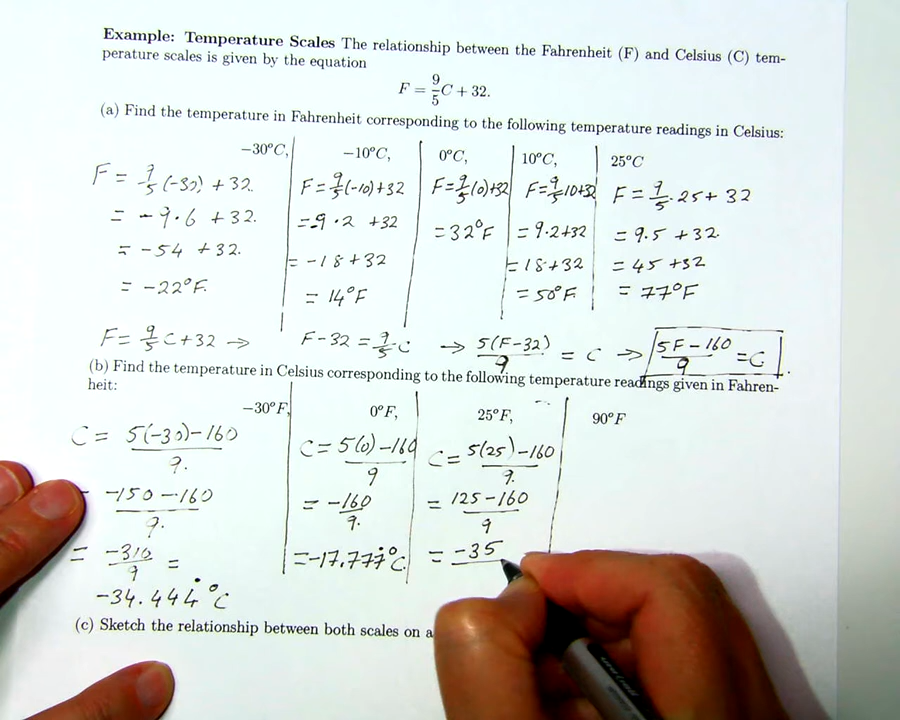 Example: Temperature Scales The relationship between the Fahrenheit (F) and Celsius (C) tem-
perature scales is given by the equation
F = 9/5 C + 32.
(a) Find the temperature in Fahrenheit corresponding to the following temperature readings in Celsius:
-30°C, -10°C, 0°C, 10°C, 25°C
F = 9/5 (-30) + 32. F = 9/5 (-10) + 32 F = 9/5 (0) + 32 F = 9/5 10 + 32 F = 9/5 . 25 + 32
= -9.6 + 32. = -9.2 + 32 = 32°F = 9.2 + 32 = 9.5 + 32.
= -54 + 32. = -18 + 32 = 18 + 32 = 45 + 32
= -22°F. = 14°F = 50°F. = 77°F
F = 9/5 C + 32 → F - 32 = 9/5 C → 5(F-32)/9 = C → 5F - 160/9 = C.
(b) Find the temperature in Celsius corresponding to the following temperature readings given in Fahren-
heit:
-30°F, 0°F, 25°F, 90°F
C = 5(-30) - 160/9. C = 5(0) - 160/9 C = 5(25) - 160/9.
-150 - 160/9. = -160/9. = 125 - 160/9
= -310/9 = = -17.777̇°C = -35
-34.444̇°C
(c) Sketch the relationship between both scales on a